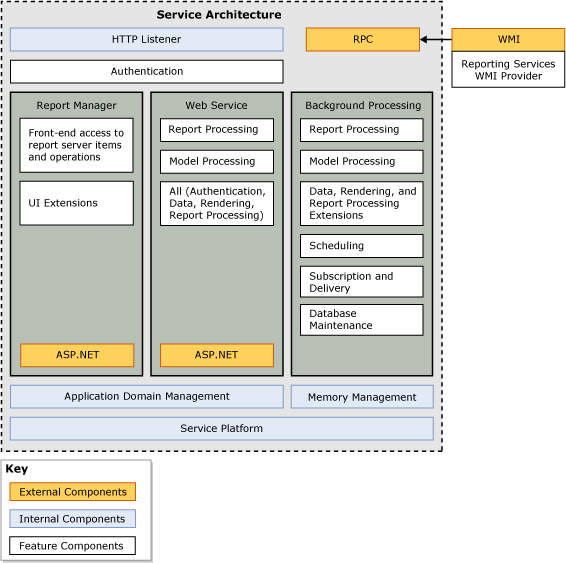 Service Architecture
HTTP Listener
RPC
WMI
Reporting Services
WMI Provider
Authentication
Report Manager
Front-end access to
report server items
and operations
UI Extensions
ASP.NET
Web Service
Report Processing
Model Processing
All (Authentication,
Data, Rendering,
Report Processing)
ASP.NET
Background Processing
Report Processing
Model Processing
Data, Rendering, and
Report Processing
Extensions
Scheduling
Subscription and
Delivery
Database
Maintenance
Application Domain Management
Memory Management
Service Platform
Key
External Components
Internal Components
Feature Components